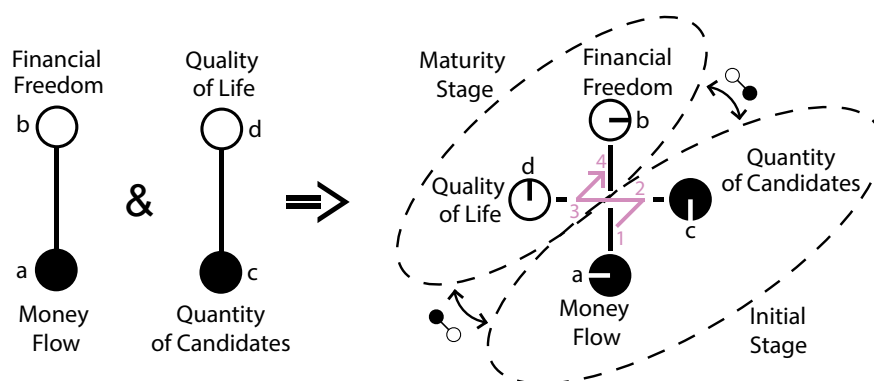 Financial
Freedom
b
a
Money
Flow
&
Quality
of Life
d
c
Quantity
of Candidates
Maturity
Stage
Financial
Freedom
b
d
Quality
of Life
4
3
2
1
Quantity
of Candidates
c
a
Money
Flow
Initial
Stage